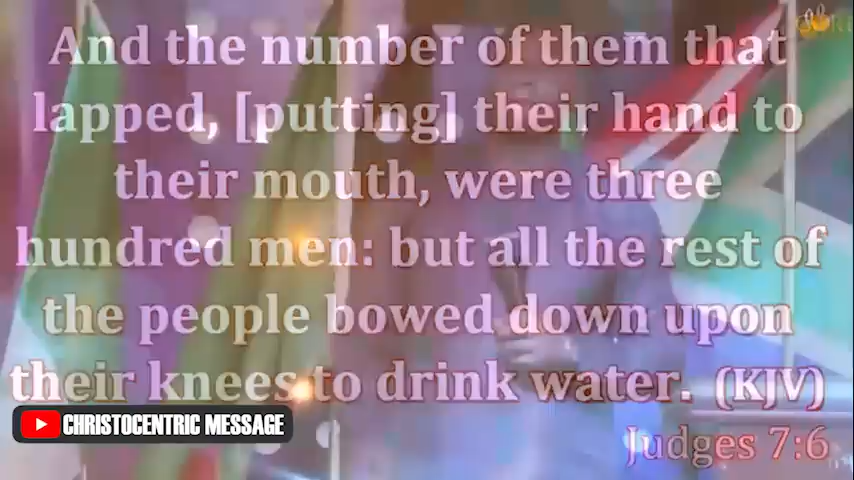 And the number of them that
lapped, [putting] their hand to
their mouth, were three
hundred men: but all the rest of
the people bowed down upon
their knees to drink water. (KJV)
CHRISTOCENTRIC MESSAGE
Judges 7:6